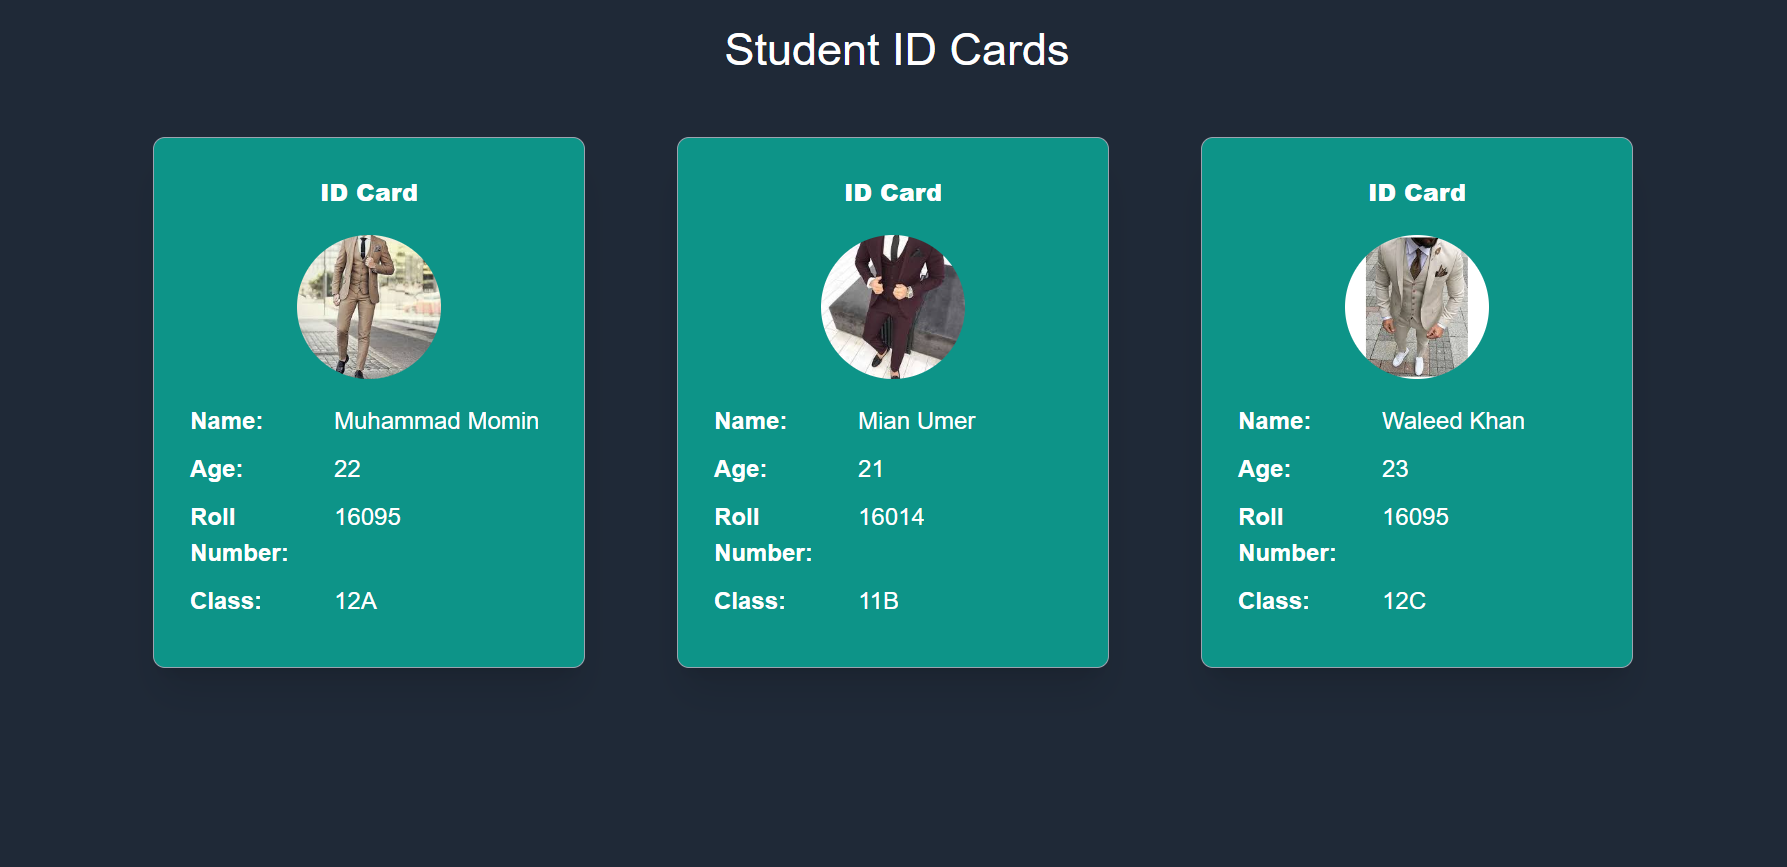 Student ID Cards
ID Card
Name: Muhammad Momin
Age: 22
Roll 16095
Number:
Class: 12A
ID Card
Name: Mian Umer
Age: 21
Roll 16014
Number:
Class: 11B
ID Card
Name: Waleed Khan
Age: 23
Roll 16095
Number:
Class: 12C